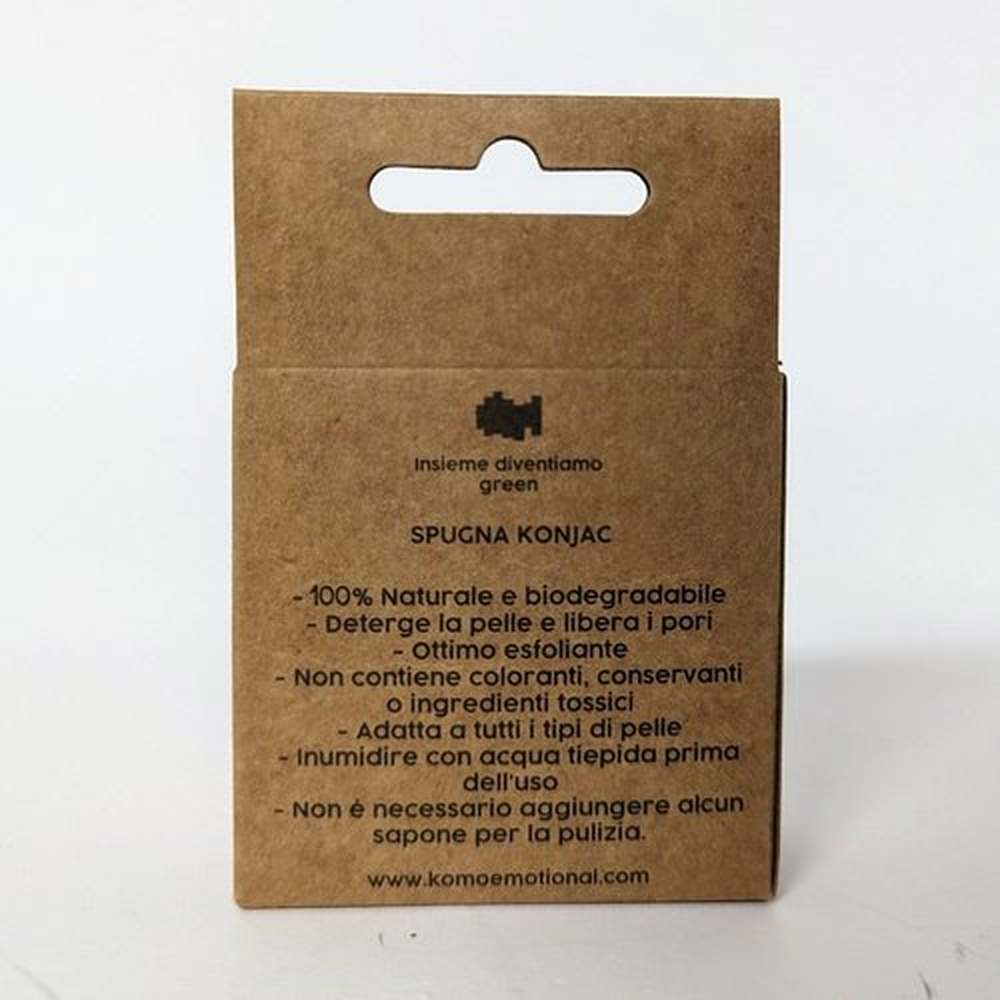 Insieme diventiamo
green
SPUGNA KONJAC
- 100% Naturale e biodegradabile
- Deterge la pelle e libera i pori
- Ottimo esfoliante
- Non contiene coloranti, conservanti
o ingredienti tossici
- Adatta a tutti i tipi di pelle
- Inumidire con acqua tiepida prima
dell'uso
- Non é necessario aggiungere alcun
sapone per la pulizia.
www.komoemotional.com